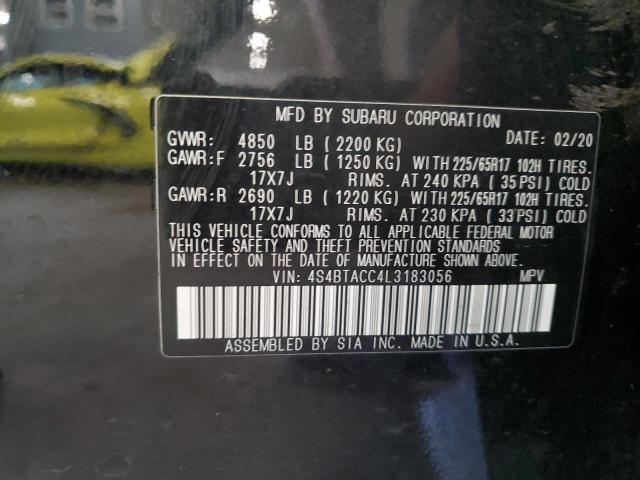 MFD BY SUBARU CORPORATION
GVWR: 4850 LB ( 2200 KG) DATE: 02/20
GAWR:F 2756 LB ( 1250 KG) WITH 225/65R17 102H TIRES.
17X7J RIMS. AT 240 KPA ( 35 PSI) COLD
GAWR:R 2690 LB ( 1220 KG) WITH 225/65R17 102H TIRES.
17X7J RIMS. AT 230 KPA ( 33 PSI) COLD
THIS VEHICLE CONFORMS TO ALL APPLICABLE FEDERAL MOTOR
VEHICLE SAFETY AND THEFT PREVENTION STANDARDS
IN EFFECT ON THE DATE OF MANUFACTURE SHOWN ABOVE.
VIN: 4S4BTACC4L3183056 MPV
ASSEMBLED BY SIA INC. MADE IN U.S.A.